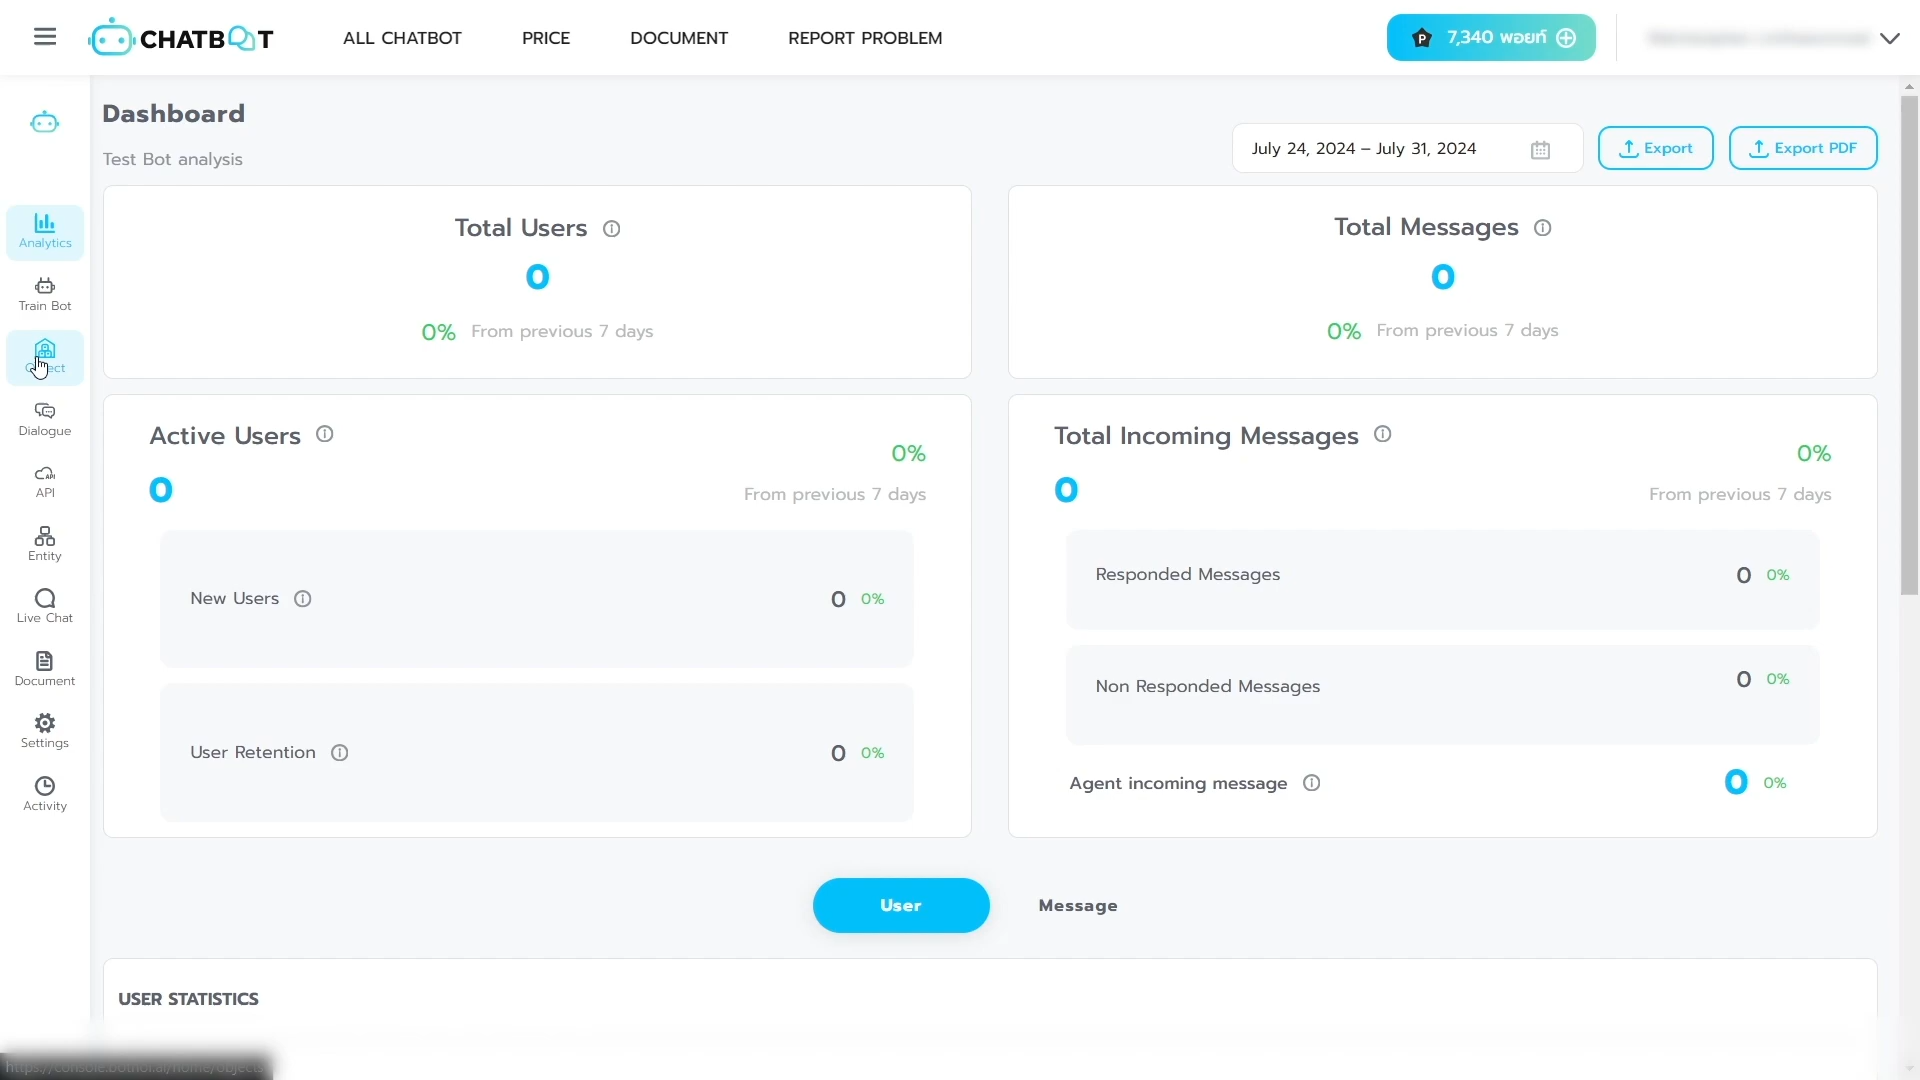 CHATBOT
ALL CHATBOT
PRICE
DOCUMENT
REPORT PROBLEM
7,340 พอยท์
Dashboard
Test Bot analysis
July 24, 2024 – July 31, 2024
Export
Export PDF
Analytics
Train Bot
Dialogue
API
Entity
Live Chat
Document
Settings
Activity
Total Users
0
0% From previous 7 days
Total Messages
0
0% From previous 7 days
Active Users
0
0%
From previous 7 days
New Users
0 0%
User Retention
0 0%
Total Incoming Messages
0
0%
From previous 7 days
Responded Messages
0 0%
Non Responded Messages
0 0%
Agent incoming message
0 0%
User
Message
USER STATISTICS